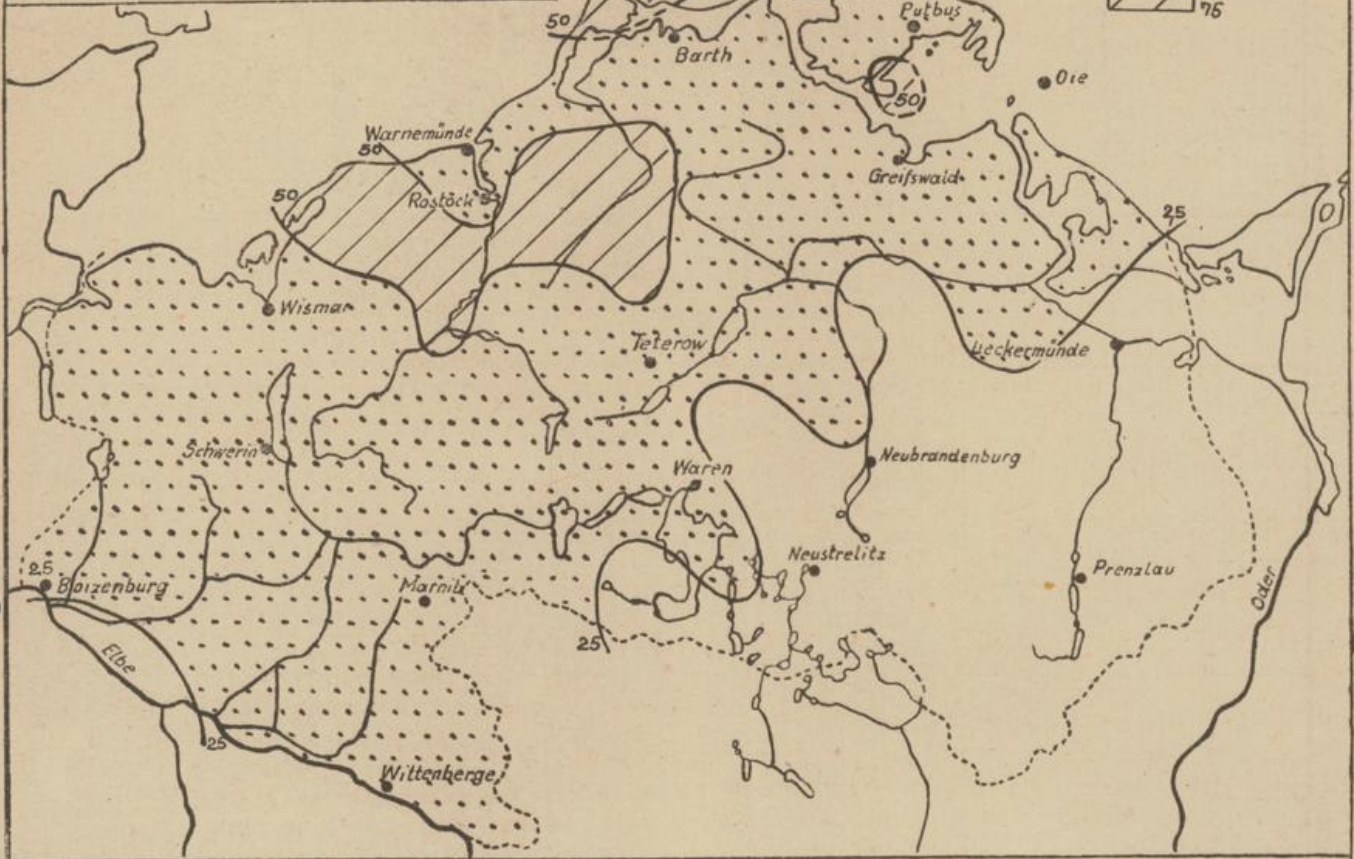 75
50
Putbus
Barth
Oie
50
Warnemünde
50
Greifswald
Rostock
50
25
Wismar
Teterow
Ueckermünde
Schwerin
Neubrandenburg
Waren
Neustrelitz
Prenzlau
25
Boizenburg
Marnitz
Oder
25
Elbe
25
Wittenberge